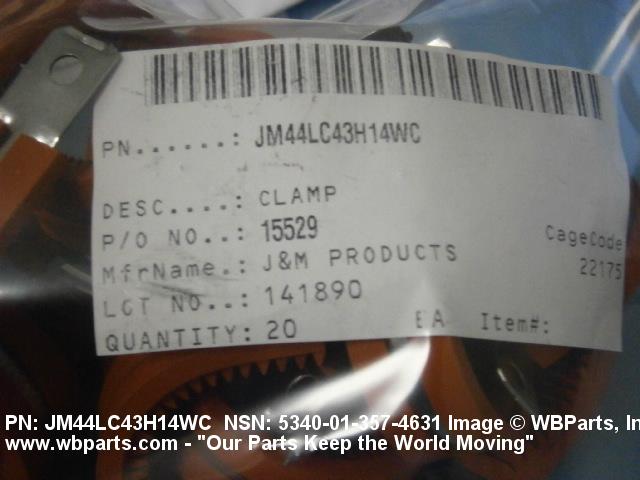 PN......: JM44LC43H14WC
DESC....: CLAMP
P/O NO..: 15529
CageCode
MfrName.: J&M PRODUCTS
22175
LOT NO..: 141890
QUANTITY: 20 EA Item#:
PN: JM44LC43H14WC NSN: 5340-01-357-4631 Image © WBParts, In
www.wbparts.com - "Our Parts Keep the World Moving"